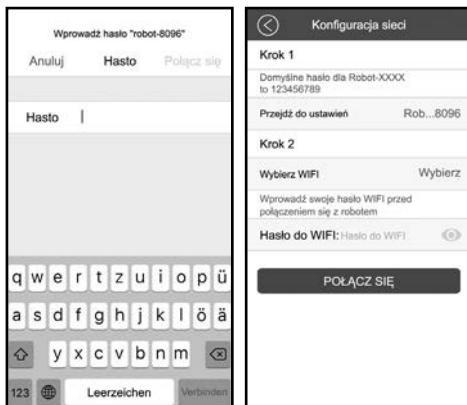 Wprowadź hasło "robot-8096"
Anuluj Hasto Połącz się
Hasto
q w e r t z u i o p ü
a s d f g h j k l ö ä
y x c v b n m
123 Leerzeichen Verbinden
Konfiguracja sieci
Krok 1
Domyślne hasło dla Robot-XXXX
to 123456789
Przejdź do ustawień Rob...8096
Krok 2
Wybierz WIFI Wybierz
Wprowadź swoje hasło WIFI przed
połączeniem się z robotem
Hasło do WIFI: Hasło do WIFI
POŁĄCZ SIĘ